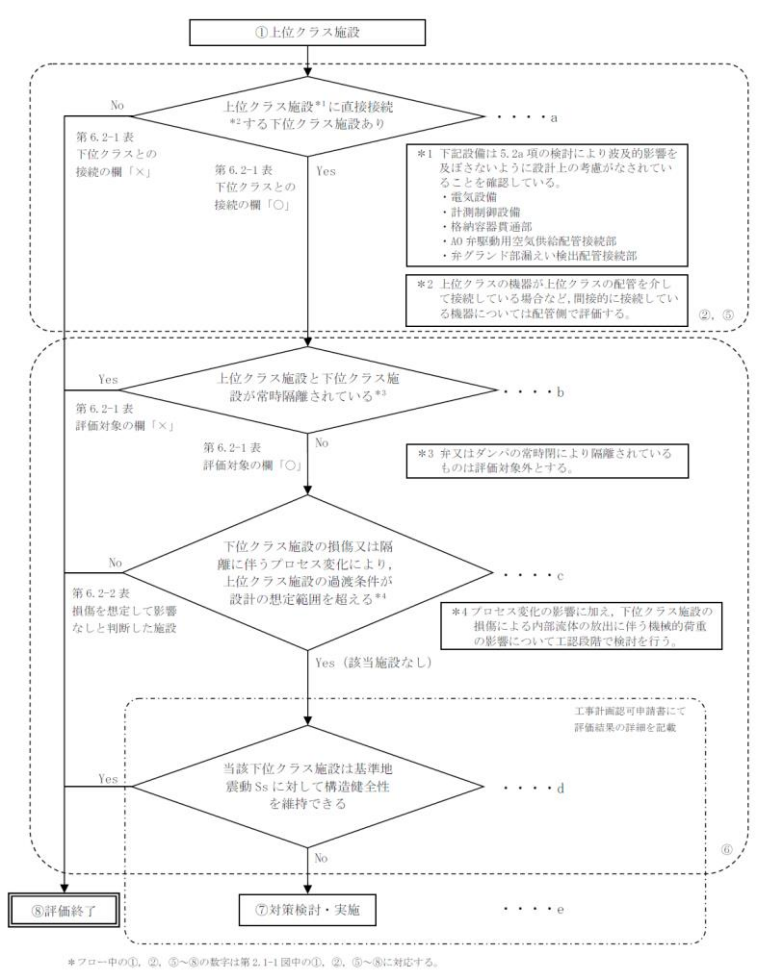 ①上位クラス施設
上位クラス施設*1に直接接続
*2する下位クラス施設あり
・・・・a
No
第 6.2-1 表
下位クラスとの
接続の欄「×」
第 6.2-1 表
下位クラスとの
接続の欄「○」
Yes
*1 下記設備は 5.2a 項の検討により波及的影響を
及ぼさないように設計上の考慮がなされてい
ることを確認している。
・電気設備
・計測制御設備
・格納容器貫通部
・AO 弁駆動用空気供給配管接続部
・弁グランド部漏えい検出配管接続部
*2 上位クラスの機器が上位クラスの配管を介し
て接続している場合など,間接的に接続してい
る機器については配管側で評価する。
②, ⑤
上位クラス施設と下位クラス施
設が常時隔離されている*3
・・・・b
Yes
第 6.2-1 表
評価対象の欄「×」
第 6.2-1 表
評価対象の欄「○」
No
*3 弁又はダンパの常時閉により隔離されている
ものは評価対象外とする。
下位クラス施設の損傷又は隔
離に伴うプロセス変化により,
上位クラス施設の過渡条件が
設計の想定範囲を超える*4
・・・・c
No
第 6.2-2 表
損傷を想定して影響
なしと判断した施設
*4 プロセス変化の影響に加え,下位クラス施設の
損傷による内部流体の放出に伴う機械的荷重
の影響について工認段階で検討を行う。
Yes(該当施設なし)
工事計画認可申請書にて
評価結果の詳細を記載
当該下位クラス施設は基準地
震動 Ss に対して構造健全性
を維持できる
・・・・d
Yes
No
⑥
⑧評価終了
⑦対策検討・実施
・・・・e
*フロー中の①, ②, ⑤~⑧の数字は第 2.1-1 図中の①, ②, ⑤~⑧に対応する。